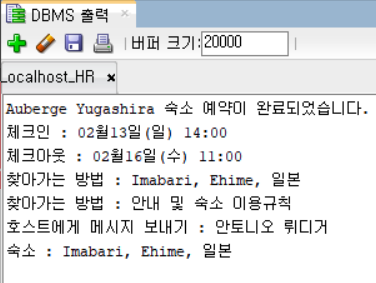 DBMS 출력
버퍼 크기: 20000
Localhost_HR
Auberge Yugashira 숙소 예약이 완료되었습니다.
체크인 : 02월13일(일) 14:00
체크아웃 : 02월16일(수) 11:00
찾아가는 방법 : Imabari, Ehime, 일본
찾아가는 방법 : 안내 및 숙소 이용규칙
호스트에게 메시지 보내기 : 안토니오 뤼디거
숙소 : Imabari, Ehime, 일본